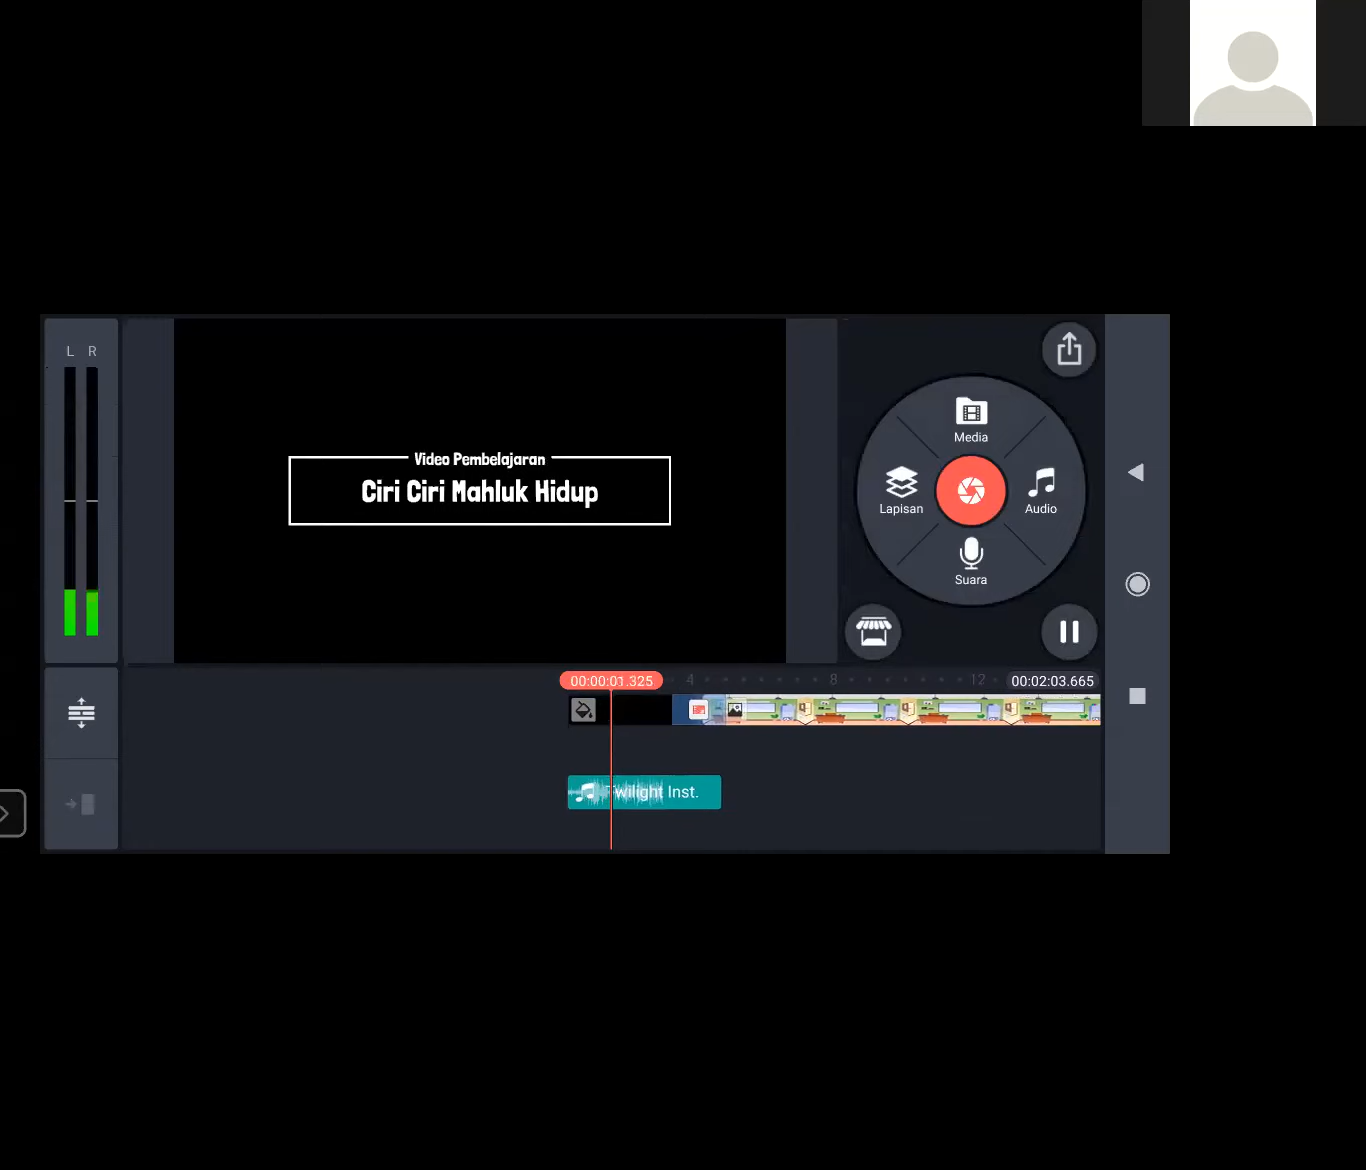 L R
Video Pembelajaran
Ciri Ciri Mahluk Hidup
Media
Lapisan
Audio
Suara
00:00:01.325
4
8
12
00:02:03.665
Twilight Inst.